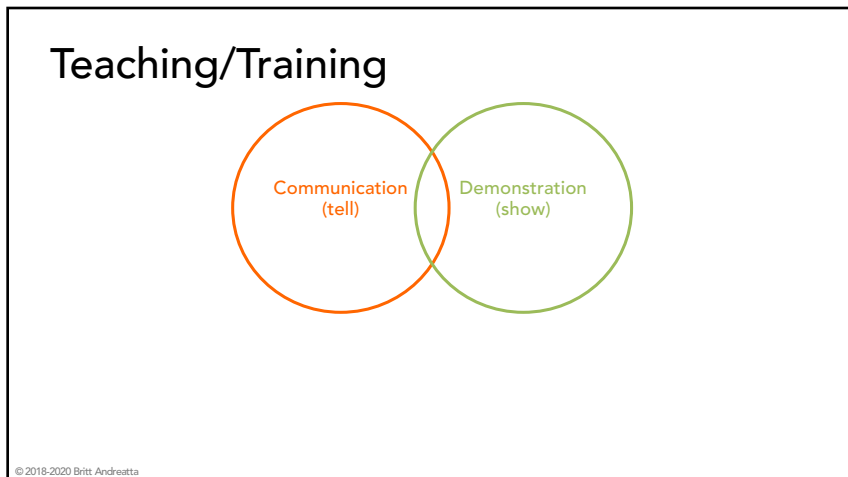 Teaching/Training
Communication
(tell)
Demonstration
(show)
© 2018-2020 Britt Andreatta